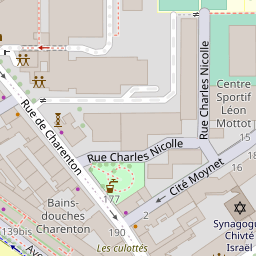 Rue Charles Nicolle
Centre
Sportif
Léon
Mottot
Rue de Charenton
Rue Charles Nicolle
15
Cité Moynet
16
18
177
2
Bains-
douches
Charenton
190
Synagogue
Chivté
Israël
139bis
Les culottés